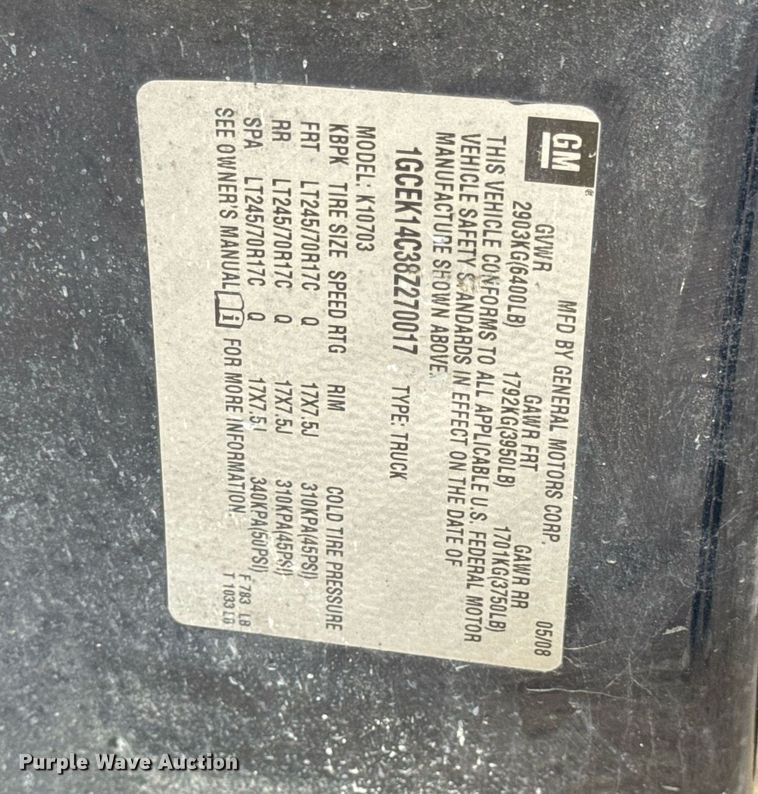 GM
MFD BY GENERAL MOTORS CORP. 05/08
GVWR GAWR FRT GAWR RR
2903KG(6400LB) 1792KG(3950LB) 1701KG(3750LB)
THIS VEHICLE CONFORMS TO ALL APPLICABLE U.S. FEDERAL MOTOR
VEHICLE SAFETY STANDARDS IN EFFECT ON THE DATE OF
MANUFACTURE SHOWN ABOVE.
1GCEK14C38Z270017 TYPE: TRUCK
MODEL: K10703
KBPK TIRE SIZE SPEED RTG RIM COLD TIRE PRESSURE
FRT LT245/70R17C Q 17X7.5J 310KPA(45PSI)
RR LT245/70R17C Q 17X7.5J 310KPA(45PSI)
SPA LT245/70R17C Q 17X7.5J 340KPA(50PSI)
SEE OWNER'S MANUAL i FOR MORE INFORMATION
F 783 LB
T 1033 LB
Purple Wave Auction